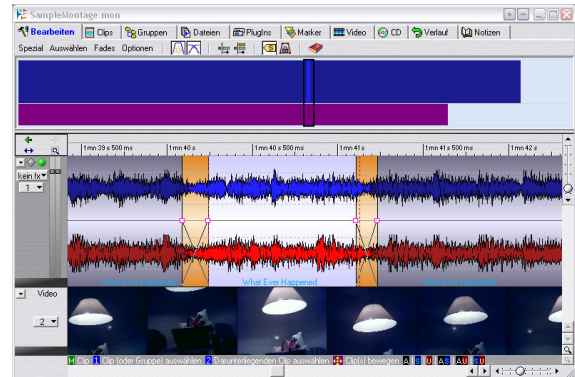 SampleMontage.mon
Bearbeiten Clips Gruppen Dateien PlugIns Marker Video CD Verlauf Notizen
Spezial Auswählen Fades Optionen
1mn 39 s 500 ms 1mn 40 s 1mn 40 s 500 ms 1mn 41 s 1mn 41 s 500 ms 1mn 42 s
kein fx
1
What Ever Happened What Ever Happened What Ever Happened
Video
2
M Clip 1 Clip (oder Gruppe) auswählen 2 Darunterliegenden Clip auswählen Clip(s) bewegen A S U AS AU SU